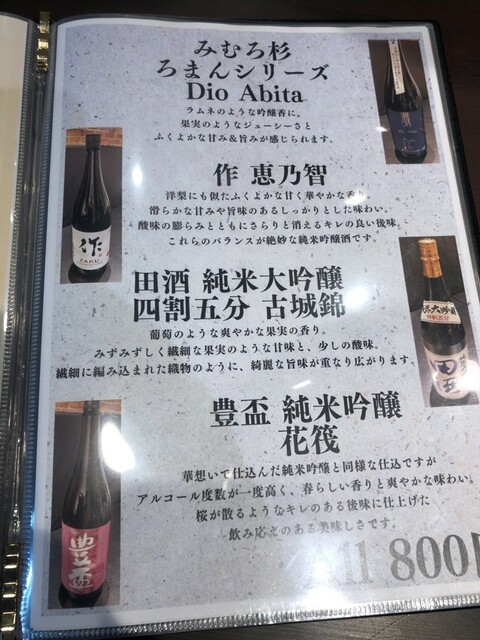 みむろ杉
ろまんシリーズ
Dio Abita
ラムネのような吟醸香に。
果実のようなジューシーさと
ふくよかな甘み＆旨みが感じられます。
作 恵乃智
洋梨にも似たふくよかな甘く華やかな香り。
滑らかな甘みや旨味のあるしっかりとした味わい。
酸味の膨らみとともにさらりと消えるキレの良い後味。
これらのバランスが絶妙な純米吟醸酒です。
作
ZAKU
田酒 純米大吟醸
四割五分 古城錦
葡萄のような爽やかな果実の香り。
みずみずしく繊細な果実のような甘味と、少しの酸味。
繊細に編み込まれた織物のように、綺麗な旨味が重なり広がります。
豊盃 純米吟醸
花筏
華想いで仕込んだ純米吟醸と同様な仕込ですが
アルコール度数が一度高く、春らしい香りと爽やかな味わい。
桜が散るようなキレのある後味に仕上げた
飲み応えのある美味しさです。
豊盃
11 800円